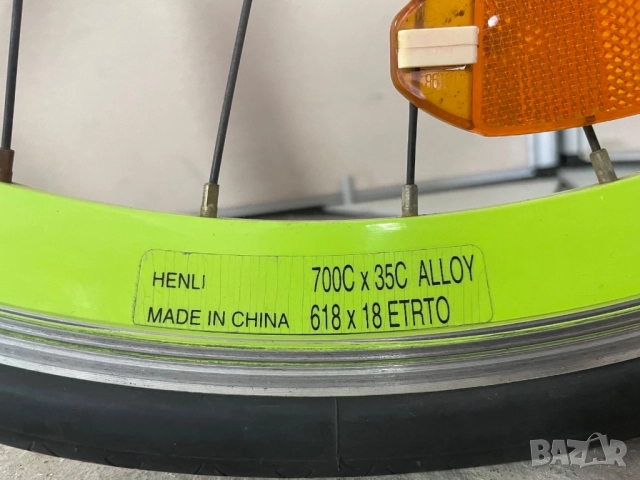 HENLI 700C x 35C ALLOY
MADE IN CHINA 618 x 18 ETRTO
BAZAR